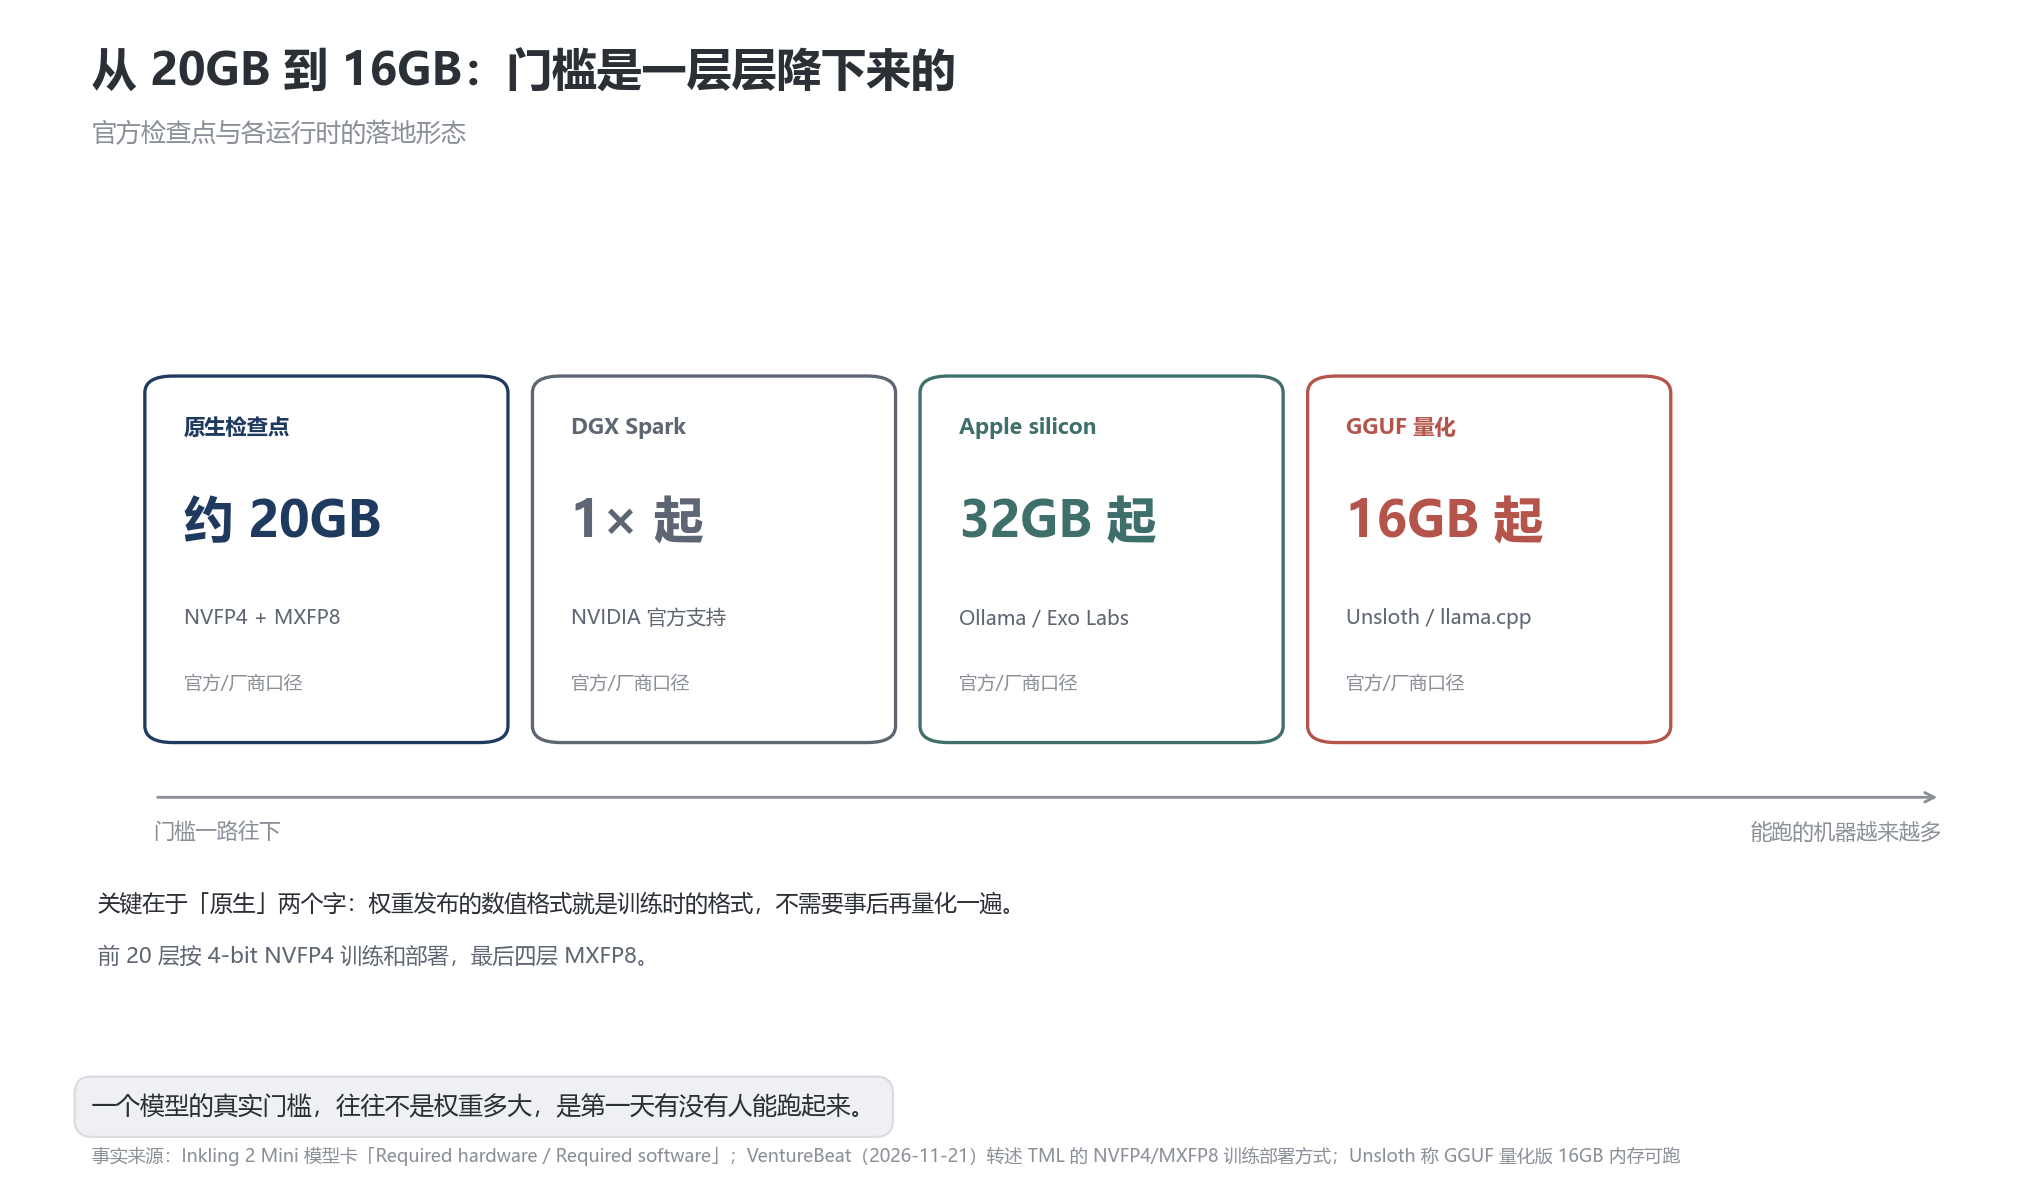 从 20GB 到 16GB：门槛是一层层降下来的
官方检查点与各运行时的落地形态
原生检查点
约 20GB
NVFP4 + MXFP8
官方/厂商口径
DGX Spark
1× 起
NVIDIA 官方支持
官方/厂商口径
Apple silicon
32GB 起
Ollama / Exo Labs
官方/厂商口径
GGUF 量化
16GB 起
Unsloth / llama.cpp
官方/厂商口径
门槛一路往下
能跑的机器越来越多
关键在于「原生」两个字：权重发布的数值格式就是训练时的格式，不需要事后再量化一遍。
前 20 层按 4-bit NVFP4 训练和部署，最后四层 MXFP8。
一个模型的真实门槛，往往不是权重多大，是第一天有没有人能跑起来。
事实来源：Inkling 2 Mini 模型卡「Required hardware / Required software」；VentureBeat（2026-11-21）转述 TML 的 NVFP4/MXFP8 训练部署方式；Unsloth 称 GGUF 量化版 16GB 内存可跑